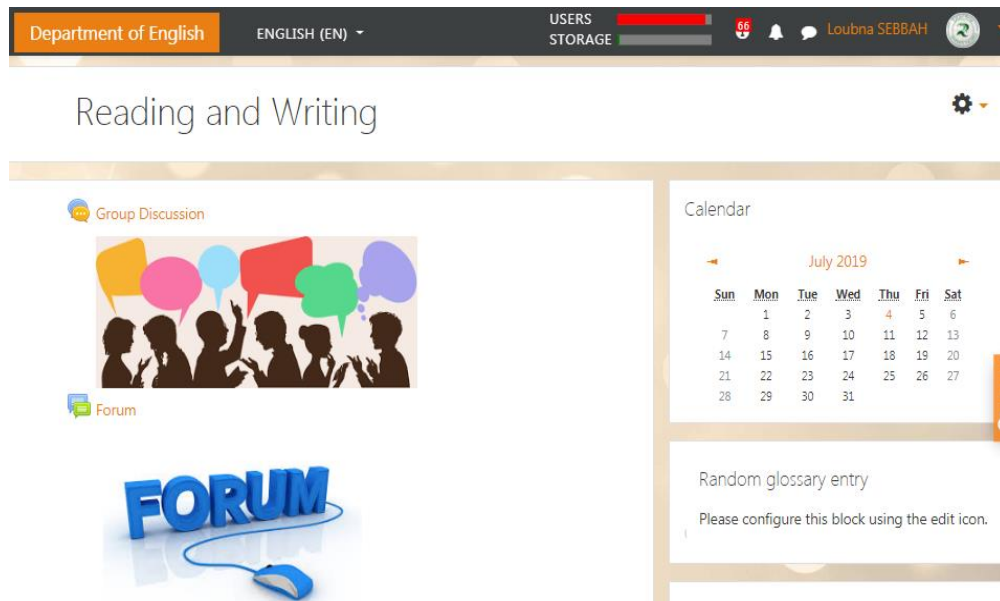 Department of English
ENGLISH (EN)
USERS
STORAGE
66
Loubna SEBBAH
Reading and Writing
Group Discussion
Forum
FORUM
Calendar
July 2019
Sun Mon Tue Wed Thu Fri Sat
1 2 3 4 5 6
7 8 9 10 11 12 13
14 15 16 17 18 19 20
21 22 23 24 25 26 27
28 29 30 31
Random glossary entry
Please configure this block using the edit icon.